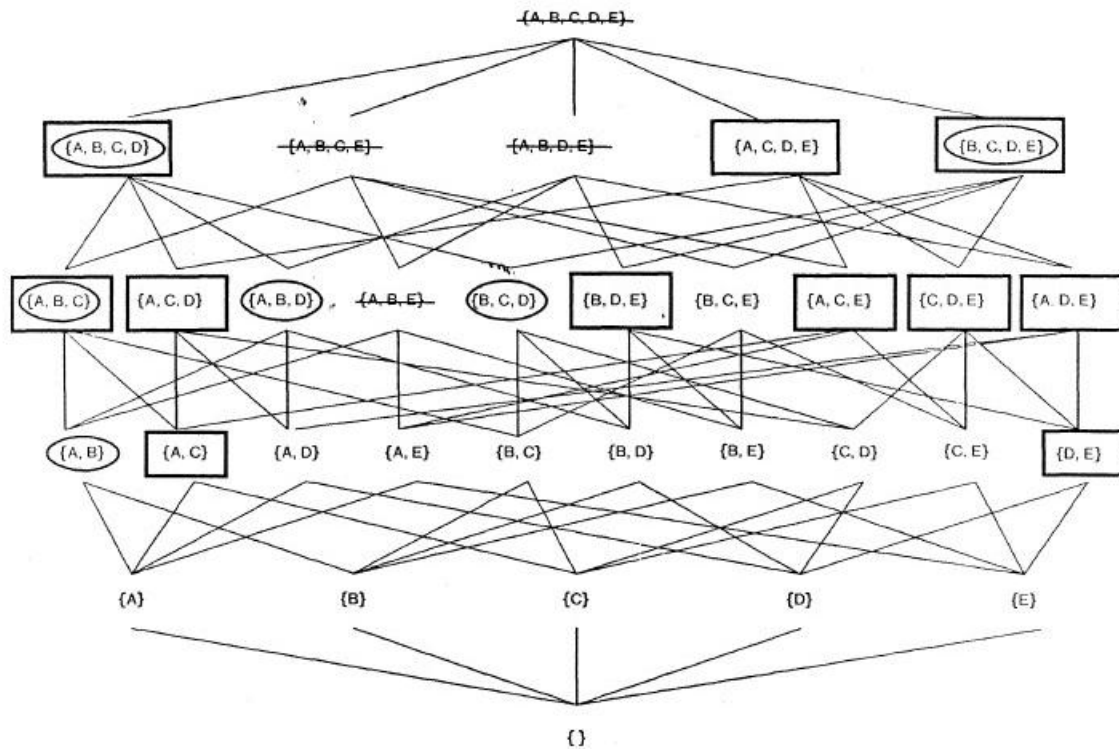 {A, B, C, D, E}
{A, B, C, D} {A, B, C, E} {A, B, D, E} {A, C, D, E} {B, C, D, E}
{A, B, C} {A, C, D} {A, B, D} {A, B, E} {B, C, D} {B, D, E} {B, C, E} {A, C, E} {C, D, E} {A, D, E}
{A, B} {A, C} {A, D} {A, E} {B, C} {B, D} {B, E} {C, D} {C, E} {D, E}
{A} {B} {C} {D} {E}
{ }